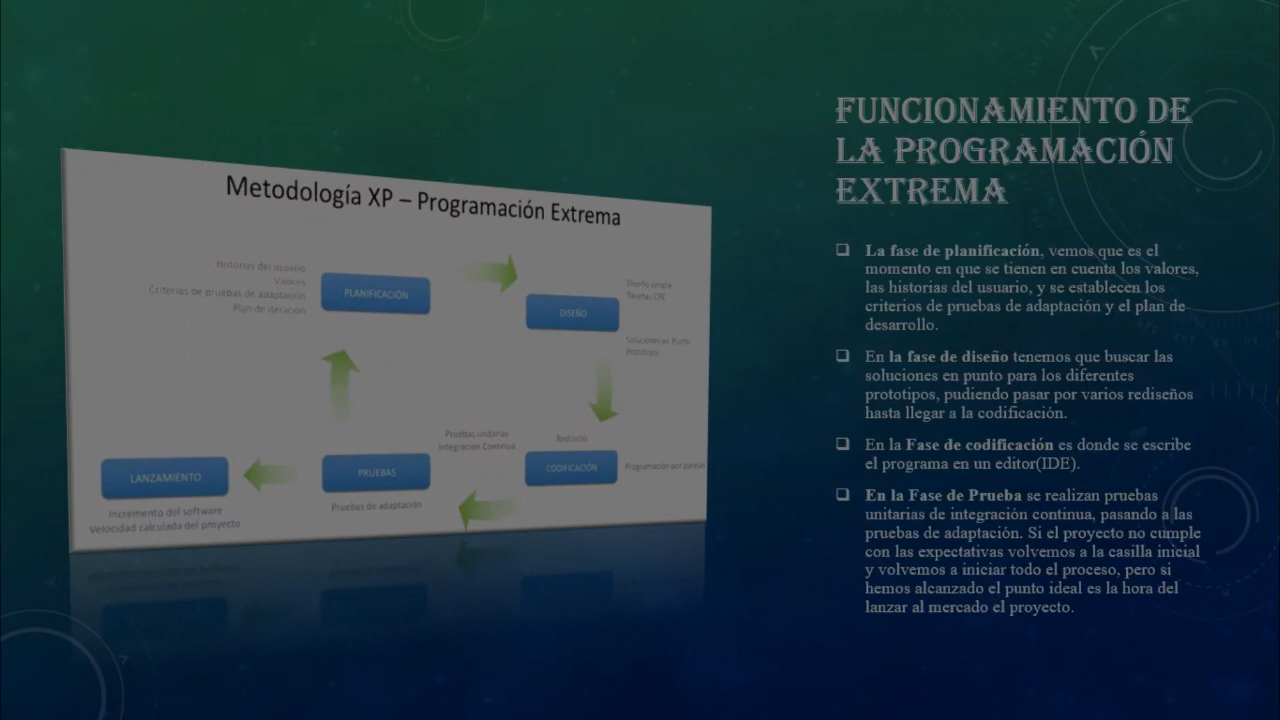 FUNCIONAMIENTO DE
LA PROGRAMACIÓN
EXTREMA
Metodología XP – Programación Extrema
Historias del usuario
Valores
Criterios de pruebas de adaptación
Plan de iteración
PLANIFICACIÓN
DISEÑO
Diseño simple
Tarjetas CRC
Soluciones en Punto
Prototipos
Pruebas unitarias
Integración Continua
Rediseño
CODIFICACIÓN
Programación por parejas
PRUEBAS
Pruebas de adaptación
LANZAMIENTO
Incremento del software
Velocidad calculada del proyecto
La fase de planificación, vemos que es el
momento en que se tienen en cuenta los valores,
las historias del usuario, y se establecen los
criterios de pruebas de adaptación y el plan de
desarrollo.
En la fase de diseño tenemos que buscar las
soluciones en punto para los diferentes
prototipos, pudiendo pasar por varios rediseños
hasta llegar a la codificación.
En la Fase de codificación es donde se escribe
el programa en un editor(IDE).
En la Fase de Prueba se realizan pruebas
unitarias de integración continua, pasando a las
pruebas de adaptación. Si el proyecto no cumple
con las expectativas volvemos a la casilla inicial
y volvemos a iniciar todo el proceso, pero si
hemos alcanzado el punto ideal es la hora del
lanzar al mercado el proyecto.